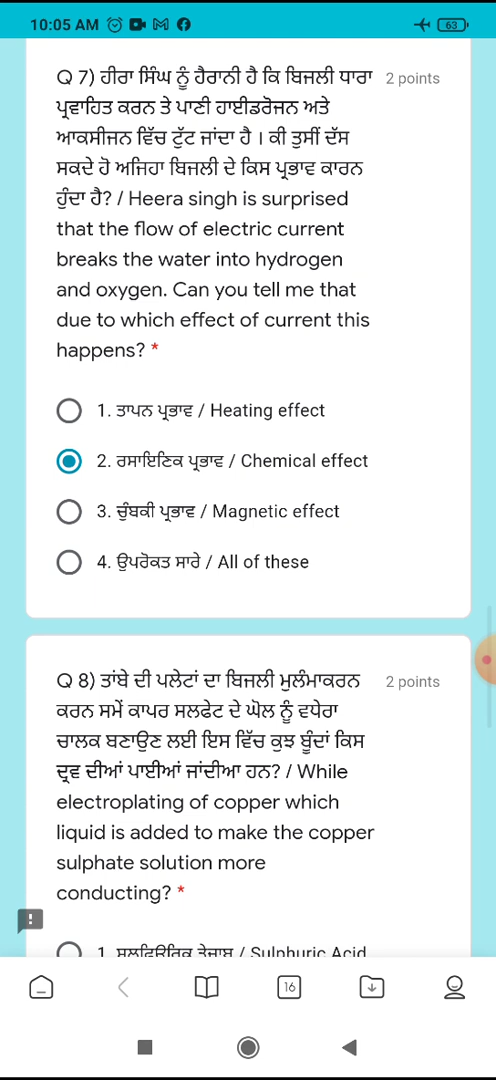 10:05 AM
63
Q 7) ਹੀਰਾ ਸਿੰਘ ਨੂੰ ਹੈਰਾਨੀ ਹੈ ਕਿ ਬਿਜਲੀ ਧਾਰਾ 2 points
ਪ੍ਰਵਾਹਿਤ ਕਰਨ ਤੇ ਪਾਣੀ ਹਾਈਡਰੋਜਨ ਅਤੇ
ਆਕਸੀਜਨ ਵਿੱਚ ਟੁੱਟ ਜਾਂਦਾ ਹੈ । ਕੀ ਤੁਸੀਂ ਦੱਸ
ਸਕਦੇ ਹੋ ਅਜਿਹਾ ਬਿਜਲੀ ਦੇ ਕਿਸ ਪ੍ਰਭਾਵ ਕਾਰਨ
ਹੁੰਦਾ ਹੈ? / Heera singh is surprised
that the flow of electric current
breaks the water into hydrogen
and oxygen. Can you tell me that
due to which effect of current this
happens? *
1. ਤਾਪਨ ਪ੍ਰਭਾਵ / Heating effect
2. ਰਸਾਇਣਿਕ ਪ੍ਰਭਾਵ / Chemical effect
3. ਚੁੰਬਕੀ ਪ੍ਰਭਾਵ / Magnetic effect
4. ਉਪਰੋਕਤ ਸਾਰੇ / All of these
Q 8) ਤਾਂਬੇ ਦੀ ਪਲੇਟਾਂ ਦਾ ਬਿਜਲੀ ਮੁਲੰਮਾਕਰਨ 2 points
ਕਰਨ ਸਮੇਂ ਕਾਪਰ ਸਲਫੇਟ ਦੇ ਘੋਲ ਨੂੰ ਵਧੇਰਾ
ਚਾਲਕ ਬਣਾਉਣ ਲਈ ਇਸ ਵਿੱਚ ਕੁਝ ਬੂੰਦਾਂ ਕਿਸ
ਦ੍ਰਵ ਦੀਆਂ ਪਾਈਆਂ ਜਾਂਦੀਆ ਹਨ? / While
electroplating of copper which
liquid is added to make the copper
sulphate solution more
conducting? *
1. ਸਲਫਿਊਰਿਕ ਤੇਜ਼ਾਬ / Sulphuric Acid
16